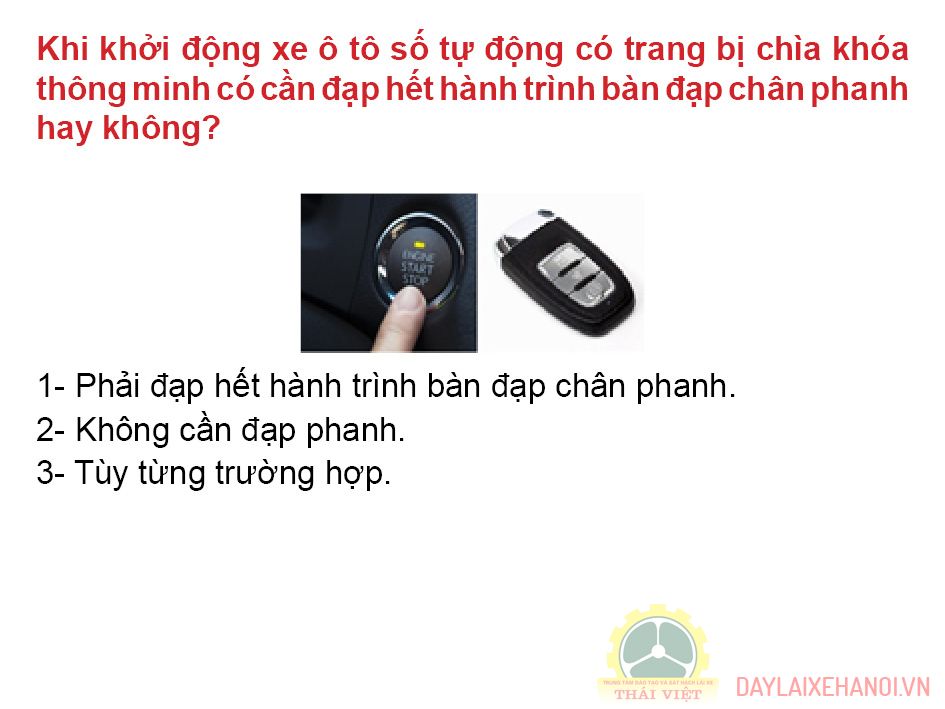 Khi khởi động xe ô tô số tự động có trang bị chìa khóa
thông minh có cần đạp hết hành trình bàn đạp chân phanh
hay không?
ENGINE
START
STOP
1- Phải đạp hết hành trình bàn đạp chân phanh.
2- Không cần đạp phanh.
3- Tùy từng trường hợp.
TRUNG TÂM ĐÀO TẠO VÀ SÁT HẠCH LÁI XE
THÁI VIỆT
DAYLAIXEHANOI.VN